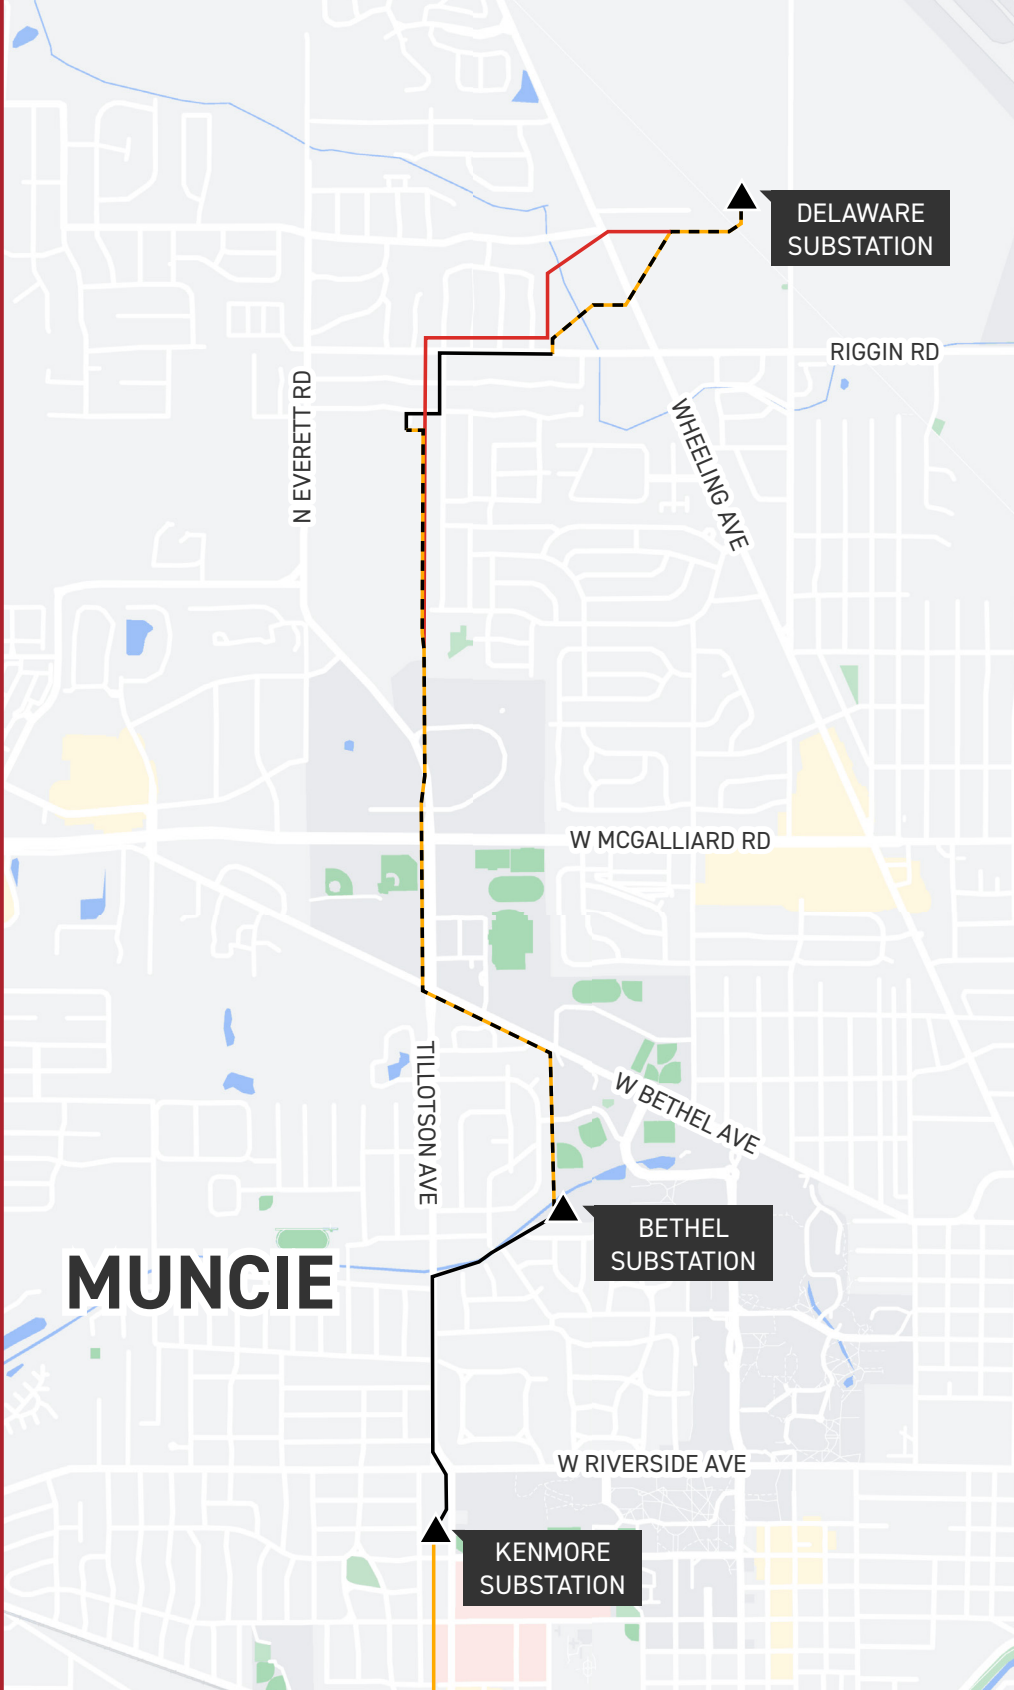 DELAWARE
SUBSTATION
RIGGIN RD
N EVERETT RD
WHEELING AVE
W MCGALLIARD RD
TILLOTSON AVE
W BETHEL AVE
BETHEL
SUBSTATION
MUNCIE
W RIVERSIDE AVE
KENMORE
SUBSTATION